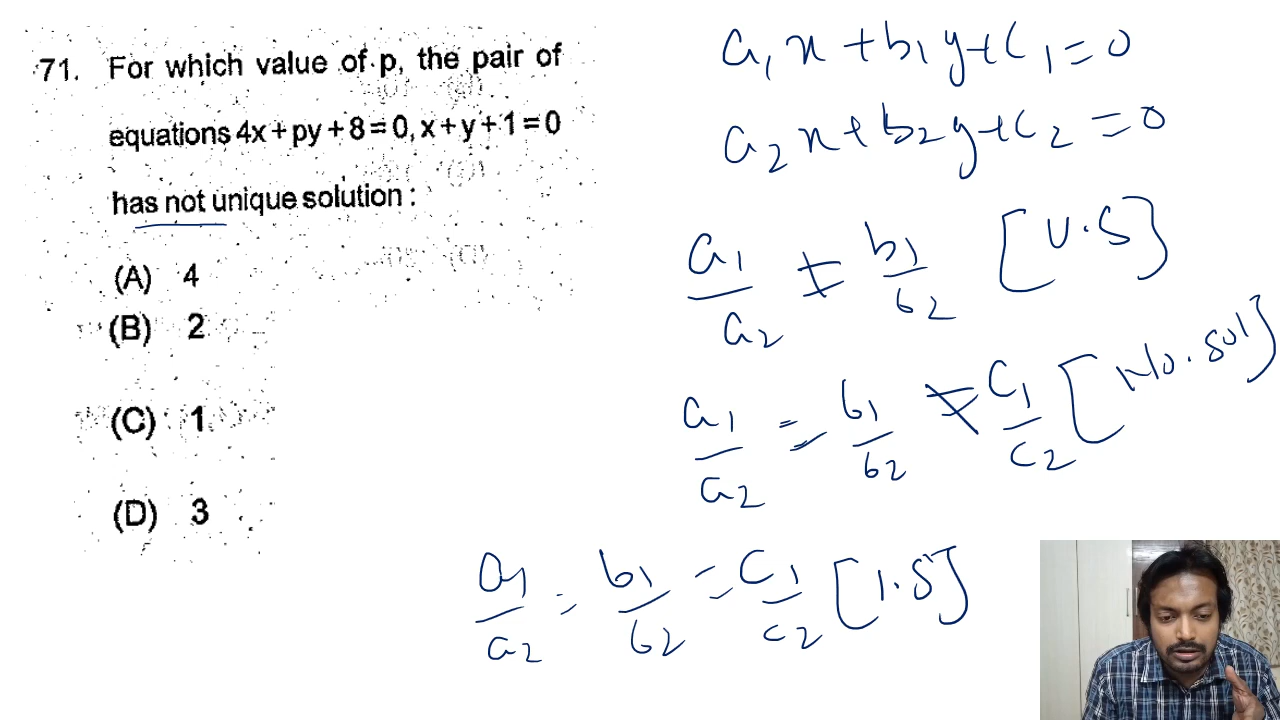 71. For which value of p, the pair of
equations 4x + py + 8 = 0, x + y + 1 = 0
has not unique solution :
(A) 4
(B) 2
(C) 1
(D) 3
a₁x + b₁y + c₁ = 0
a₂x + b₂y + c₂ = 0
a₁/a₂ ≠ b₁/b₂ [U.S]
a₁/a₂ = b₁/b₂ ≠ c₁/c₂ [No. sol]
a₁/a₂ = b₁/b₂ = c₁/c₂ [I.S]